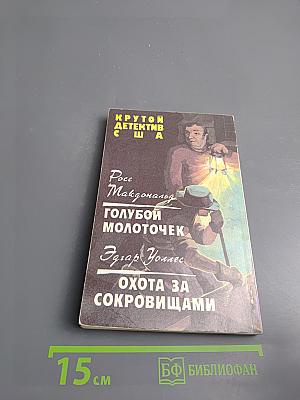 КРУТОЙ
ДЕТЕКТИВ
США
Росс
Макдональд
ГОЛУБОЙ
МОЛОТОЧЕК
Эдгар Уоллес
ОХОТА ЗА
СОКРОВИЩАМИ
15 см
БФ БИБЛИОФАН